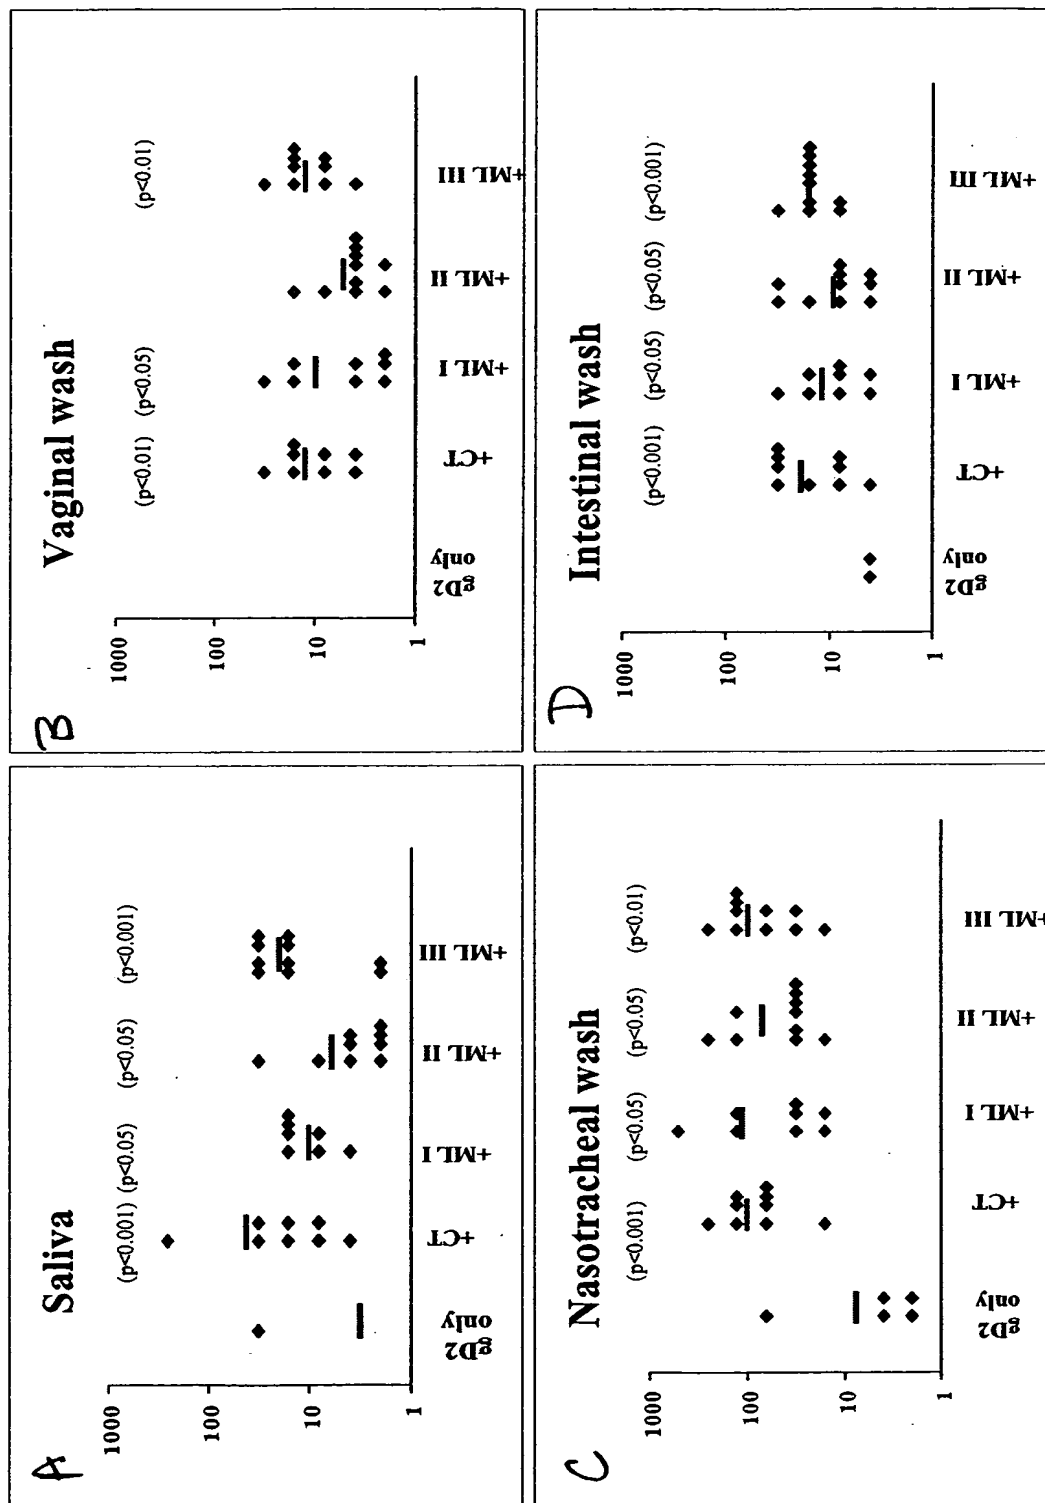 A
Saliva
1000
100
10
1
(p<0.001) (p<0.05) (p<0.05) (p<0.001)
gD2
only
+CT
+ML I
+ML II
+ML III
B
Vaginal wash
1000
100
10
1
(p<0.01) (p<0.05) (p<0.01)
gD2
only
+CT
+ML I
+ML II
+ML III
C
Nasotracheal wash
1000
100
10
1
(p<0.001) (p<0.05) (p<0.05) (p<0.01)
gD2
only
+CT
+ML I
+ML II
+ML III
D
Intestinal wash
1000
100
10
1
(p<0.001) (p<0.05) (p<0.05) (p<0.001)
gD2
only
+CT
+ML I
+ML II
+ML III